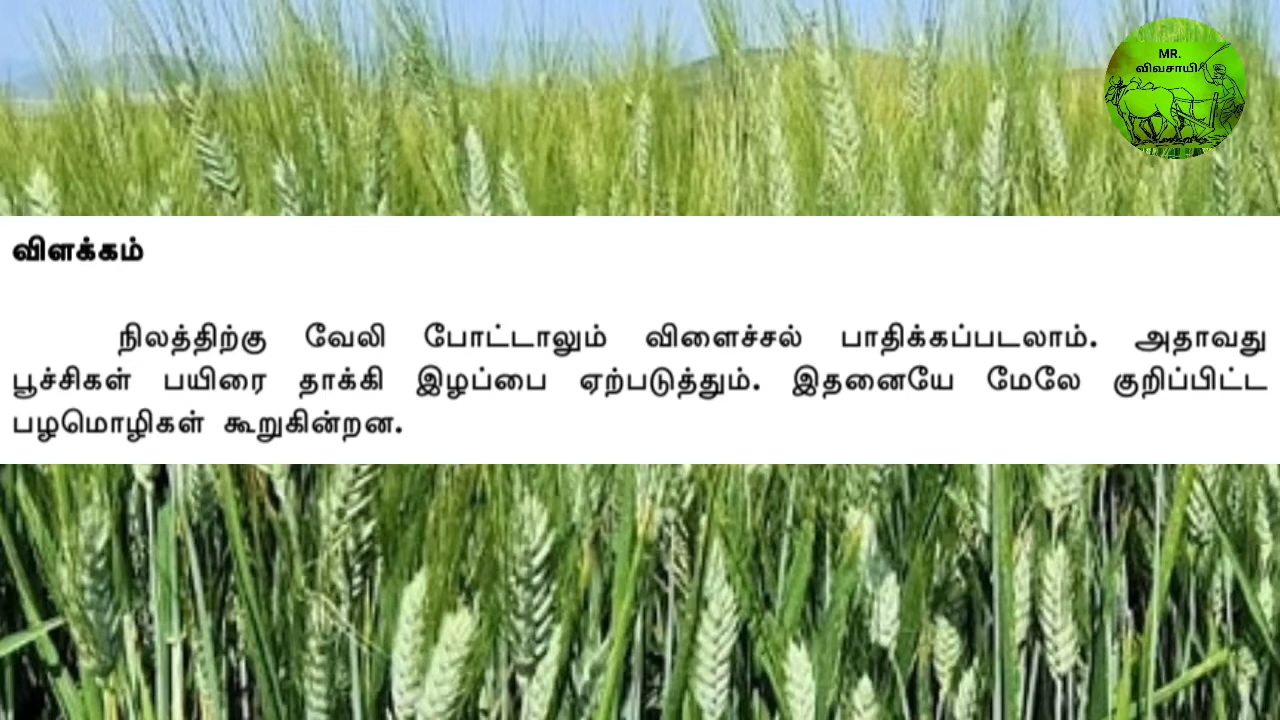 MR.
விவசாயி
விளக்கம்
நிலத்திற்கு வேலி போட்டாலும் விளைச்சல் பாதிக்கப்படலாம். அதாவது
பூச்சிகள் பயிரை தாக்கி இழப்பை ஏற்படுத்தும். இதனையே மேலே குறிப்பிட்ட
பழமொழிகள் கூறுகின்றன.